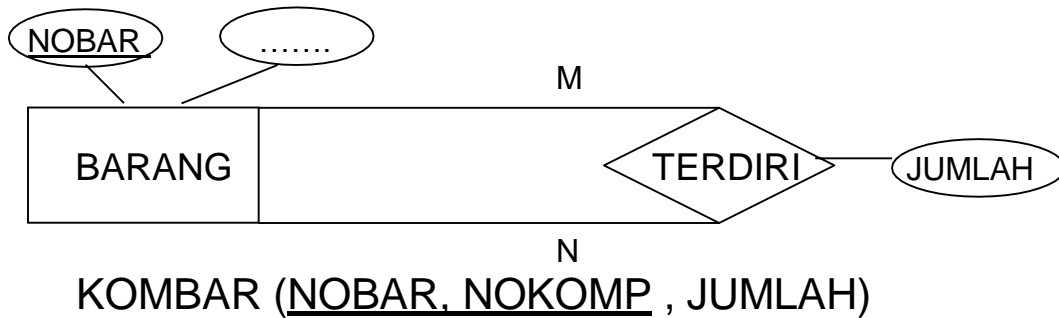 NOBAR .......
M
BARANG TERDIRI JUMLAH
N
KOMBAR (NOBAR, NOKOMP , JUMLAH)